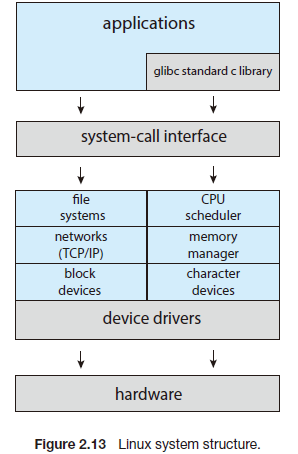 applications
glibc standard c library
system-call interface
file
systems
CPU
scheduler
networks
(TCP/IP)
memory
manager
block
devices
character
devices
device drivers
hardware
Figure 2.13 Linux system structure.